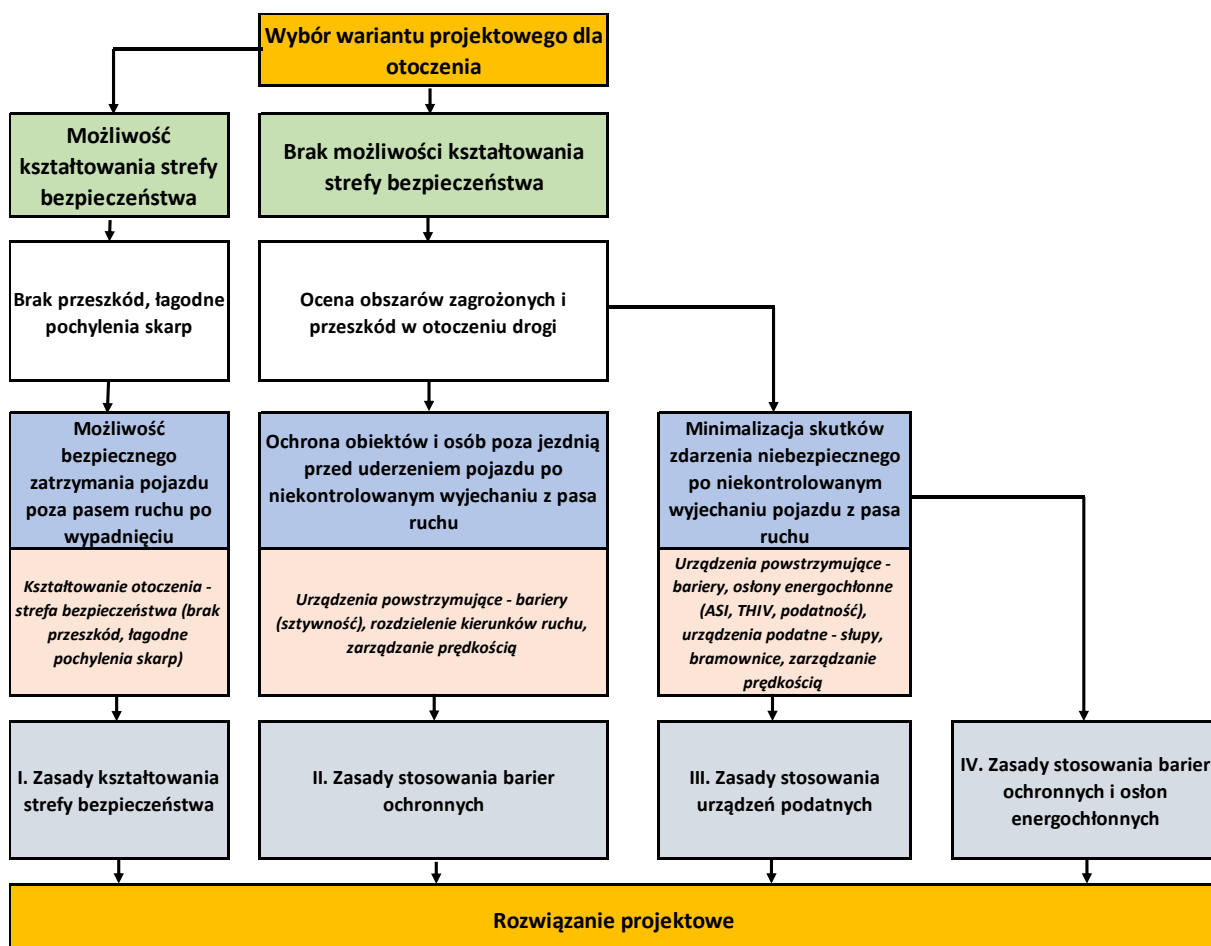 Wybór wariantu projektowego dla
otoczenia
Możliwość
kształtowania strefy
bezpieczeństwa
Brak możliwości kształtowania
strefy bezpieczeństwa
Brak przeszkód, łagodne
pochylenia skarp
Ocena obszarów zagrożonych i
przeszkód w otoczeniu drogi
Możliwość
bezpiecznego
zatrzymania pojazdu
poza pasem ruchu po
wypadnięciu
Ochrona obiektów i osób poza jezdnią
przed uderzeniem pojazdu po
niekontrolowanym wyjechaniu z pasa
ruchu
Minimalizacja skutków
zdarzenia niebezpiecznego
po niekontrolowanym
wyjechaniu pojazdu z pasa
ruchu
Kształtowanie otoczenia -
strefa bezpieczeństwa (brak
przeszkód, łagodne
pochylenia skarp)
Urządzenia powstrzymujące - bariery
(sztywność), rozdzielenie kierunków ruchu,
zarządzanie prędkością
Urządzenia powstrzymujące -
bariery, osłony energochłonne
(ASI, THIV, podatność),
urządzenia podatne - słupy,
bramownice, zarządzanie
prędkością
I. Zasady kształtowania
strefy bezpieczeństwa
II. Zasady stosowania barier
ochronnych
III. Zasady stosowania
urządzeń podatnych
IV. Zasady stosowania barier
ochronnych i osłon
energochłonnych
Rozwiązanie projektowe